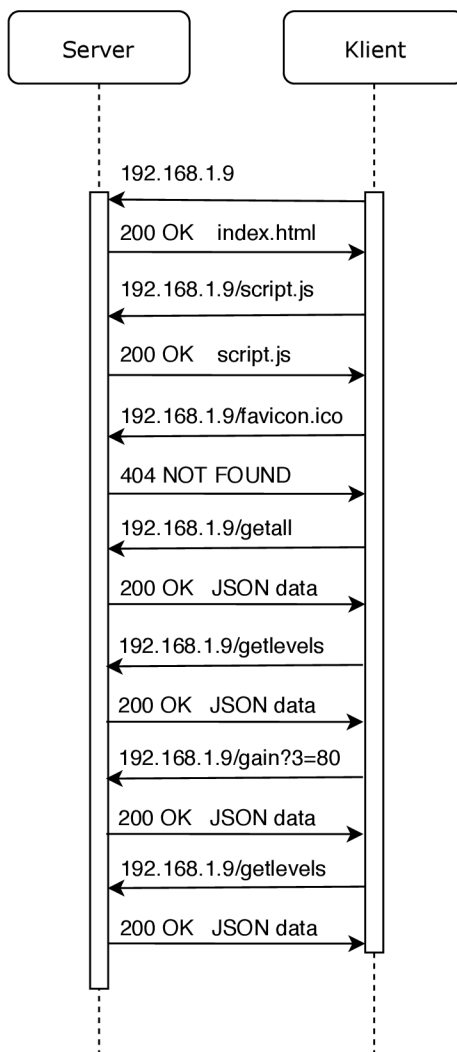 Server
Klient
192.168.1.9
200 OK index.html
192.168.1.9/script.js
200 OK script.js
192.168.1.9/favicon.ico
404 NOT FOUND
192.168.1.9/getall
200 OK JSON data
192.168.1.9/getlevels
200 OK JSON data
192.168.1.9/gain?3=80
200 OK JSON data
192.168.1.9/getlevels
200 OK JSON data